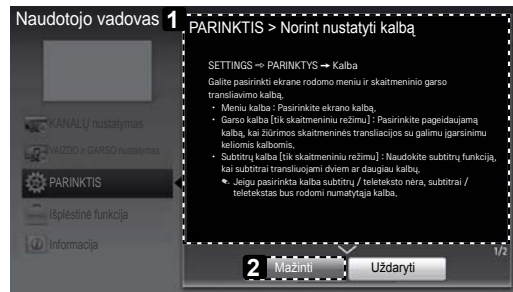 Naudotojo vadovas
1
PARINKTIS > Norint nustatyti kalbą
SETTINGS ⇨ PARINKTYS ➞ Kalba
Galite pasirinkti ekrane rodomo meniu ir skaitmeninio garso
transliavimo kalbą.
• Meniu kalba : Pasirinkite ekrano kalbą.
• Garso kalba [tik skaitmeniniu režimu] : Pasirinkite pageidaujamą
kalbą, kai žiūrimos skaitmeninės transliacijos su galimu įgarsinimu
keliomis kalbomis.
• Subtitrų kalba [tik skaitmeniniu režimu] : Naudokite subtitrų funkciją,
kai subtitrai transliuojami dviem ar daugiau kalbų.
Jeigu pasirinkta kalba subtitrų / teleteksto nėra, subtitrai /
teletekstas bus rodomi numatytąja kalba.
KANALŲ nustatymas
VAIZDO ir GARSO nustatymas
PARINKTIS
Išplėstinė funkcija
Informacija
1/2
2
Mažinti
Uždaryti